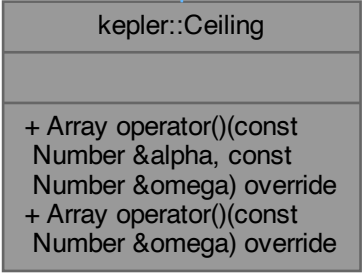 kepler::Ceiling
+ Array operator()(const
Number &alpha, const
Number &omega) override
+ Array operator()(const
Number &omega) override